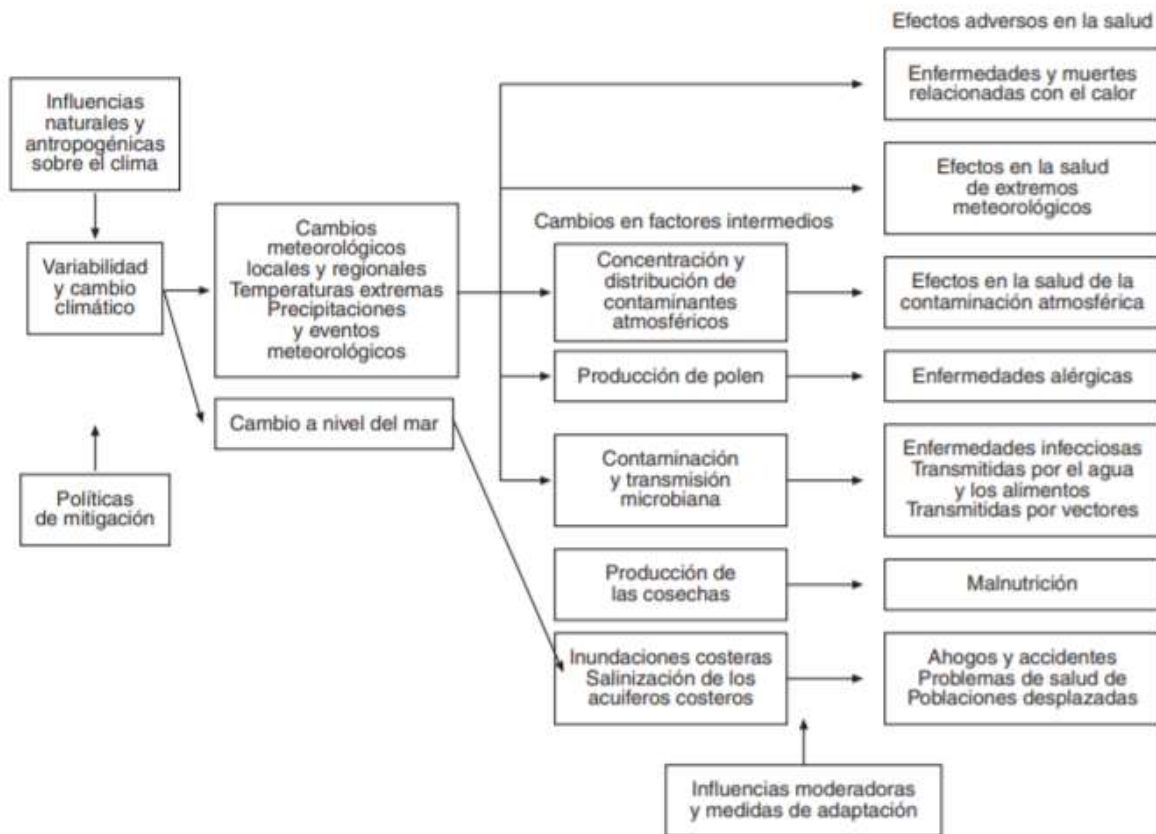 Efectos adversos en la salud
Influencias
naturales y
antropogénicas
sobre el clima
Variabilidad
y cambio
climático
Políticas
de mitigación
Cambios
meteorológicos
locales y regionales
Temperaturas extremas
Precipitaciones
y eventos
meteorológicos
Cambio a nivel del mar
Cambios en factores intermedios
Concentración y
distribución de
contaminantes
atmosféricos
Producción de polen
Contaminación
y transmisión
microbiana
Producción de
las cosechas
Inundaciones costeras
Salinización de los
acuiferos costeros
Influencias moderadoras
y medidas de adaptación
Enfermedades y muertes
relacionadas con el calor
Efectos en la salud
de extremos
meteorológicos
Efectos en la salud de la
contaminación atmosférica
Enfermedades alérgicas
Enfermedades infecciosas
Transmitidas por el agua
y los alimentos
Transmitidas por vectores
Malnutrición
Ahogos y accidentes
Problemas de salud de
Poblaciones desplazadas